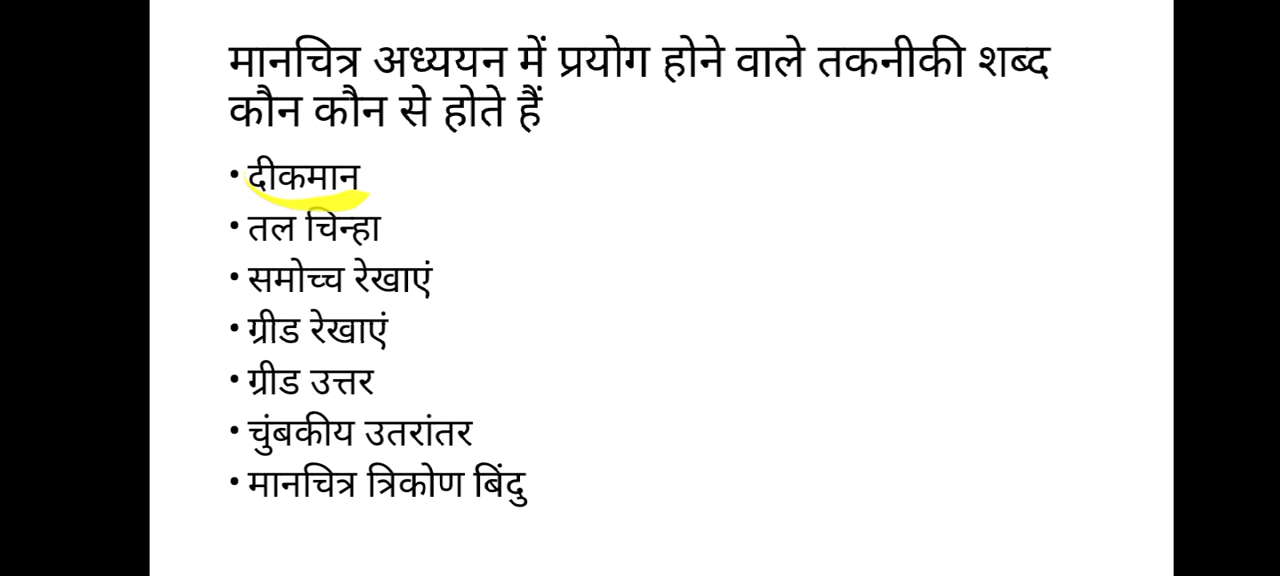 मानचित्र अध्ययन में प्रयोग होने वाले तकनीकी शब्द
कौन कौन से होते हैं
• दीकमान
• तल चिन्हा
• समोच्च रेखाएं
• ग्रीड रेखाएं
• ग्रीड उत्तर
• चुंबकीय उतरांतर
• मानचित्र त्रिकोण बिंदु